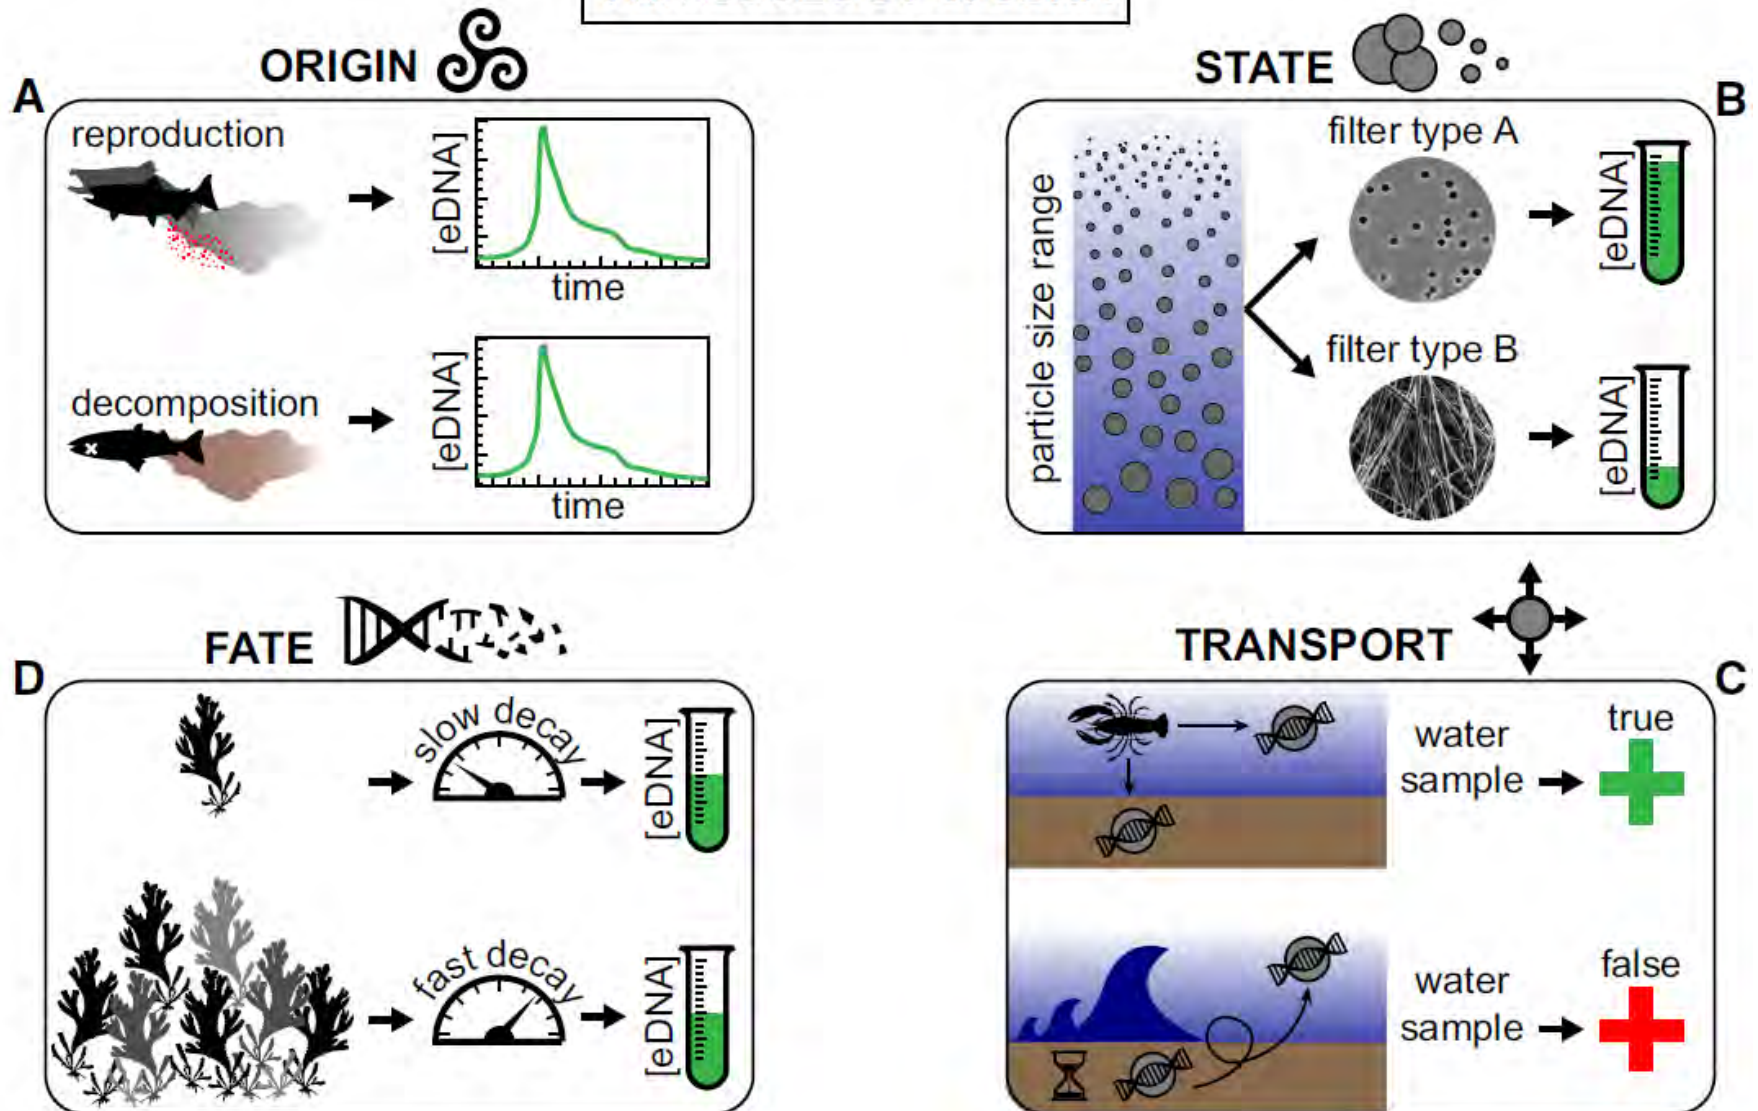 ORIGIN
A
reproduction
[eDNA]
time
decomposition
[eDNA]
time
STATE
B
particle size range
filter type A
[eDNA]
filter type B
[eDNA]
FATE
D
slow decay
[eDNA]
fast decay
[eDNA]
TRANSPORT
C
water
sample
true
water
sample
false